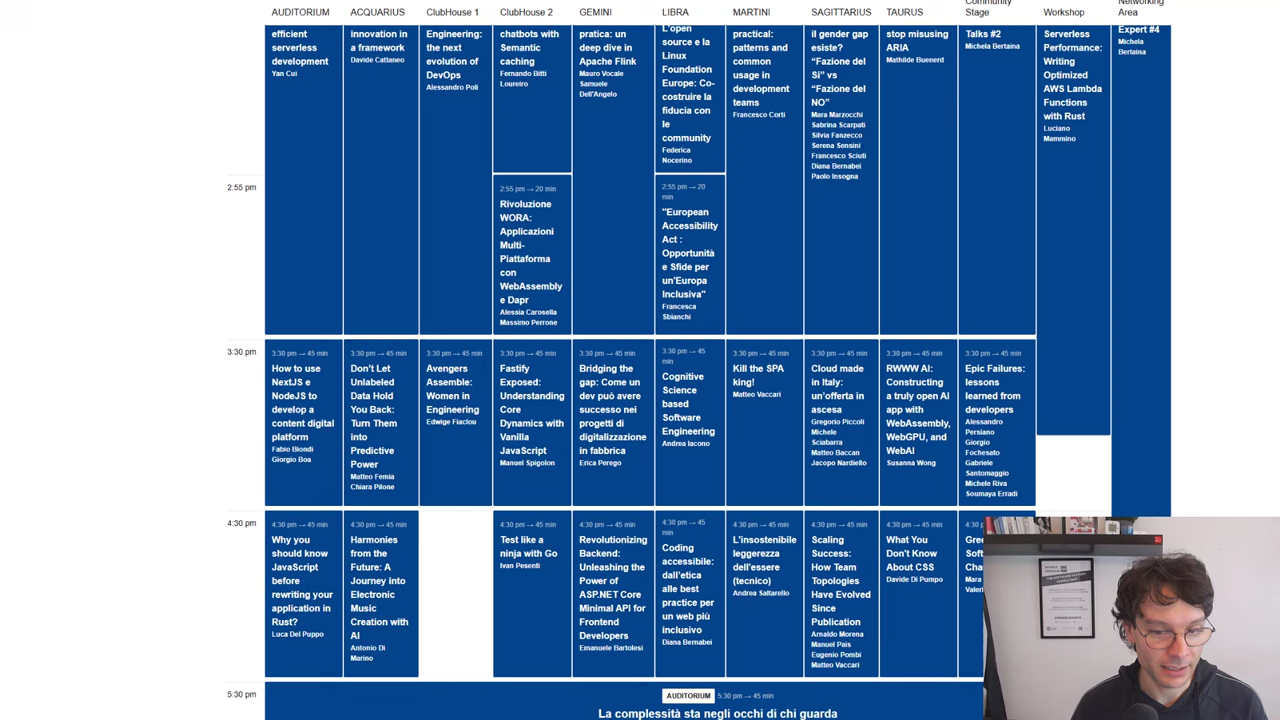 Community
Networking
AUDITORIUM
ACQUARIUS
ClubHouse 1
ClubHouse 2
GEMINI
LIBRA
MARTINI
SAGITTARIUS
TAURUS
Stage
Workshop
Area
efficient
serverless
development
Yan Cui
innovation in
a framework
Davide Cattaneo
Engineering:
the next
evolution of
DevOps
Alessandro Poli
chatbots with
Semantic
caching
Fernando Bitti
Loureiro
pratica: un
deep dive in
Apache Flink
Mauro Vocale
Samuele
Dell'Angelo
L'open
source e la
Linux
Foundation
Europe: Co-
costruire la
fiducia con
le
community
Federica
Nocerino
practical:
patterns and
common
usage in
development
teams
Francesco Corti
il gender gap
esiste?
“Fazione del
Sì” vs
“Fazione del
NO”
Mara Marzocchi
Sabrina Scarpati
Silvia Fanzecco
Serena Sensini
Francesco Sciuti
Diana Bernabei
Paolo Insogna
stop misusing
ARIA
Mathilde Buenerd
Talks #2
Michela Bertaina
Serverless
Performance:
Writing
Optimized
AWS Lambda
Functions
with Rust
Luciano
Mammino
Expert #4
Michela
Bertaina
2:55 pm
2:55 pm → 20 min
Rivoluzione
WORA:
Applicazioni
Multi-
Piattaforma
con
WebAssembly
e Dapr
Alessia Carosella
Massimo Perrone
2:55 pm → 20
min
"European
Accessibility
Act :
Opportunità
e Sfide per
un'Europa
Inclusiva"
Francesca
Sbianchi
3:30 pm
3:30 pm → 45 min
How to use
NextJS e
NodeJS to
develop a
content digital
platform
Fabio Biondi
Giorgio Boa
3:30 pm → 45 min
Don't Let
Unlabeled
Data Hold
You Back:
Turn Them
into
Predictive
Power
Matteo Femia
Chiara Pilone
3:30 pm → 45 min
Avengers
Assemble:
Women in
Engineering
Edwige Fiaclou
3:30 pm → 45 min
Fastify
Exposed:
Understanding
Core
Dynamics with
Vanilla
JavaScript
Manuel Spigolon
3:30 pm → 45 min
Bridging the
gap: Come un
dev può avere
successo nei
progetti di
digitalizzazione
in fabbrica
Erica Perego
3:30 pm → 45
min
Cognitive
Science
based
Software
Engineering
Andrea Iacono
3:30 pm → 45 min
Kill the SPA
king!
Matteo Vaccari
3:30 pm → 45 min
Cloud made
in Italy:
un'offerta in
ascesa
Gregorio Piccoli
Michele
Sciabarra
Matteo Baccan
Jacopo Nardiello
3:30 pm → 45 min
RWWW AI:
Constructing
a truly open AI
app with
WebAssembly,
WebGPU, and
WebAI
Susanna Wong
3:30 pm → 45 min
Epic Failures:
lessons
learned from
developers
Alessandro
Persiano
Giorgio
Fochesato
Gabriele
Santomaggio
Michele Riva
Soumaya Erradi
4:30 pm
4:30 pm → 45 min
Why you
should know
JavaScript
before
rewriting your
application in
Rust?
Luca Del Puppo
4:30 pm → 45 min
Harmonies
from the
Future: A
Journey into
Electronic
Music
Creation with
AI
Antonio Di
Marino
4:30 pm → 45 min
Test like a
ninja with Go
Ivan Pesenti
4:30 pm → 45 min
Revolutionizing
Backend:
Unleashing the
Power of
ASP.NET Core
Minimal API for
Frontend
Developers
Emanuele Bartolesi
4:30 pm → 45
min
Coding
accessibile:
dall'etica
alle best
practice per
un web più
inclusivo
Diana Bernabei
4:30 pm → 45 min
L'insostenibile
leggerezza
dell'essere
(tecnico)
Andrea Saltarello
4:30 pm → 45 min
Scaling
Success:
How Team
Topologies
Have Evolved
Since
Publication
Arnaldo Morena
Manuel Pais
Eugenio Pombi
Matteo Vaccari
4:30 pm → 45 min
What You
Don't Know
About CSS
Davide Di Pumpo
4:30
Gree
Soft
Cha
Mara
Valeri
5:30 pm
AUDITORIUM 5:30 pm → 45 min
La complessità sta negli occhi di chi guarda